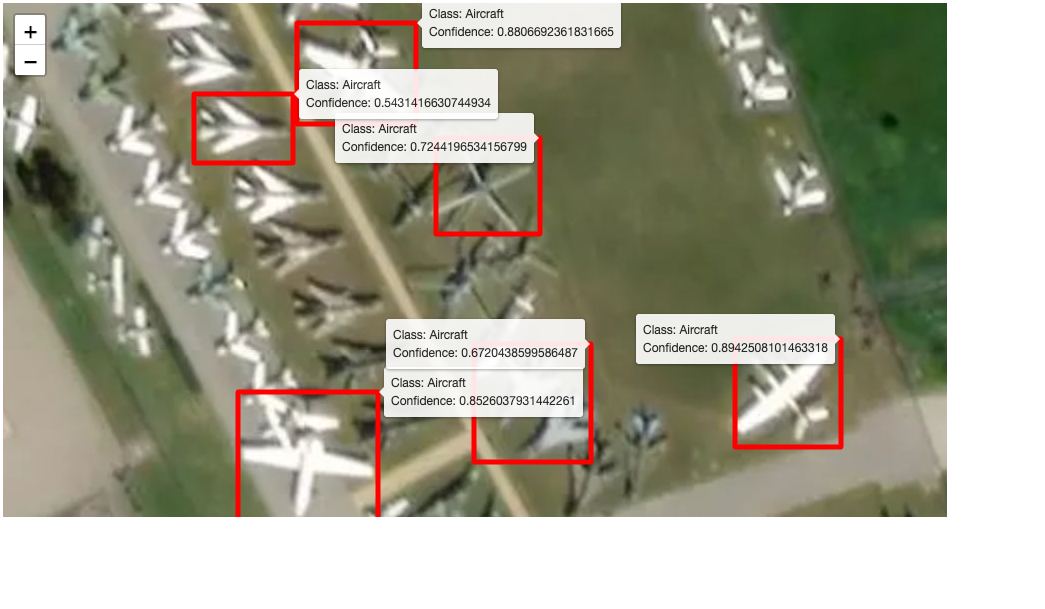 +
−
Class: Aircraft
Confidence: 0.8806692361831665
Class: Aircraft
Confidence: 0.5431416630744934
Class: Aircraft
Confidence: 0.7244196534156799
Class: Aircraft
Confidence: 0.6720438599586487
Class: Aircraft
Confidence: 0.8942508101463318
Class: Aircraft
Confidence: 0.8526037931442261